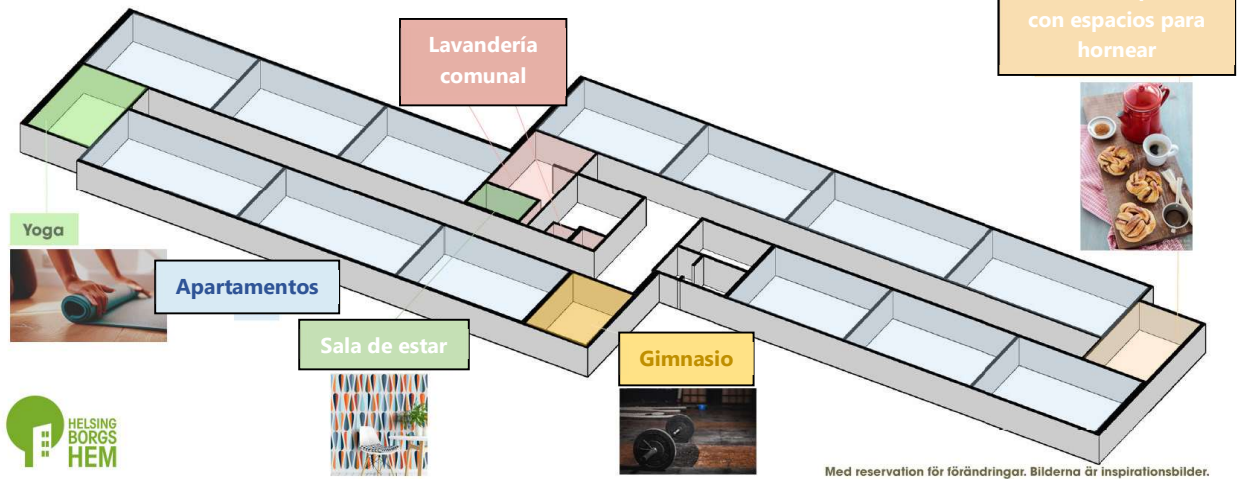 con espacios para
hornear
Lavandería
comunal
Yoga
Apartamentos
Sala de estar
Gimnasio
HELSING
BORGS
HEM
Med reservation för förändringar. Bilderna är inspirationsbilder.